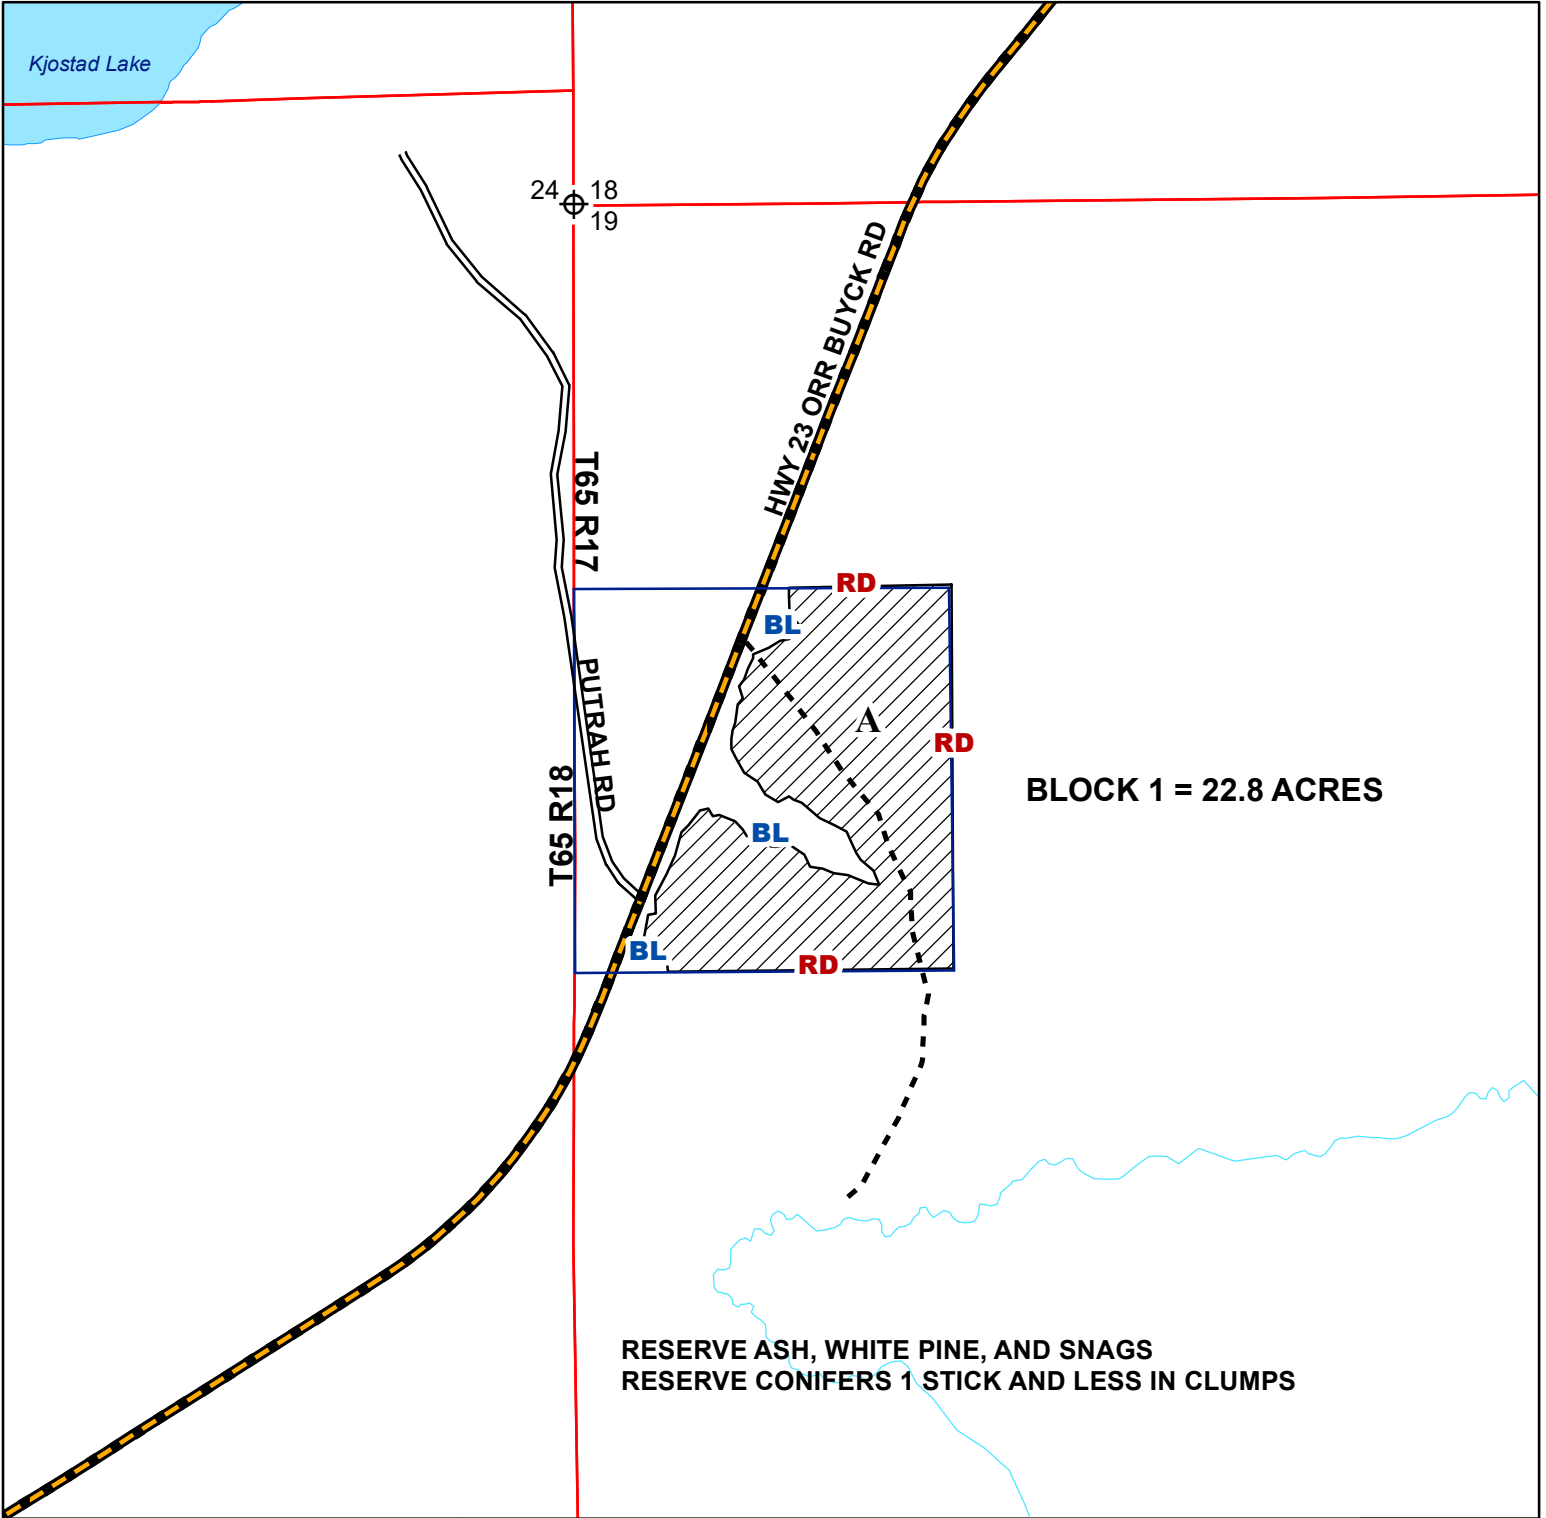 Kjostad Lake
24 18
19
HWY 23 ORR BUYCK RD
T65 R17
RD
BL
PUTRAH RD
A
RD
T65 R18
BLOCK 1 = 22.8 ACRES
BL
BL
RD
RESERVE ASH, WHITE PINE, AND SNAGS
RESERVE CONIFERS 1 STICK AND LESS IN CLUMPS